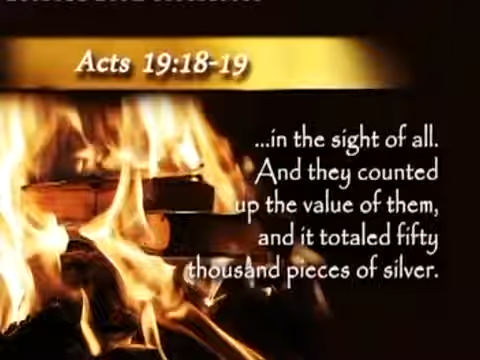 Acts 19:18-19
...in the sight of all.
And they counted
up the value of them,
and it totaled fifty
thousand pieces of silver.